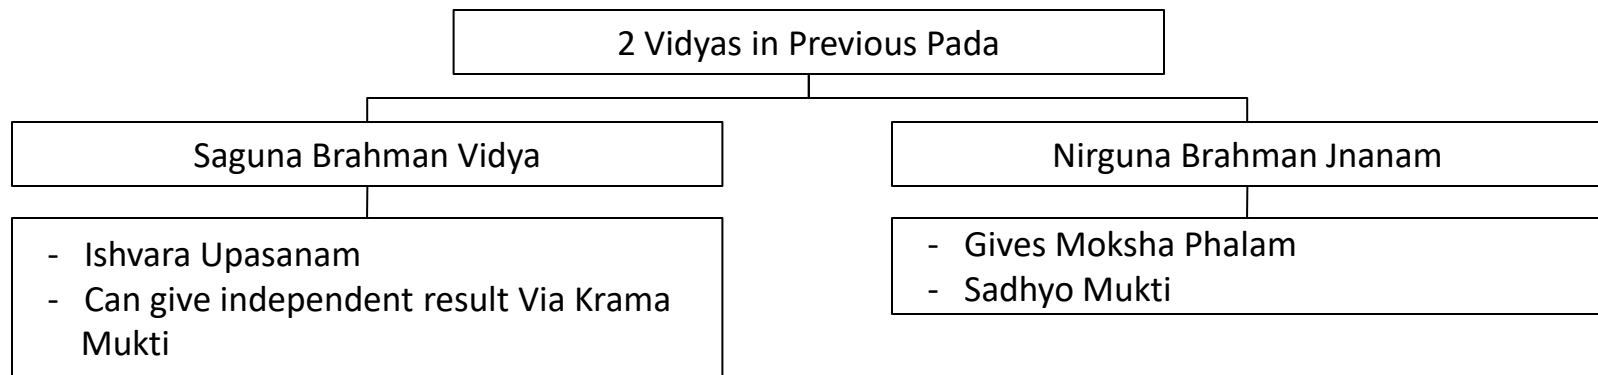 2 Vidyas in Previous Pada
Saguna Brahman Vidya
Nirguna Brahman Jnanam
- Ishvara Upasanam
- Can give independent result Via Krama
Mukti
- Gives Moksha Phalam
- Sadhyo Mukti